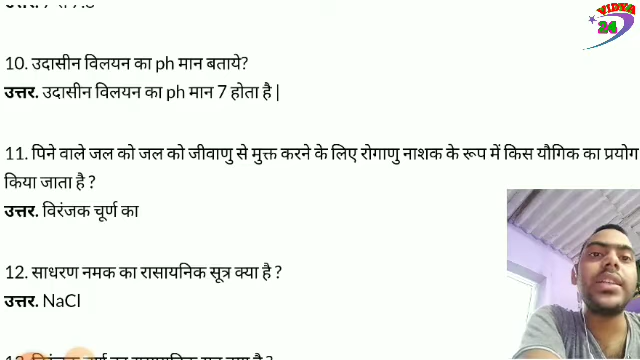 VIDYA
24
10. उदासीन विलयन का ph मान बताये?
उत्तर. उदासीन विलयन का ph मान 7 होता है |
11. पिने वाले जल को जल को जीवाणु से मुक्त करने के लिए रोगाणु नाशक के रूप में किस यौगिक का प्रयोग
किया जाता है ?
उत्तर. विरंजक चूर्ण का
12. साधरण नमक का रासायनिक सूत्र क्या है ?
उत्तर. NaCl